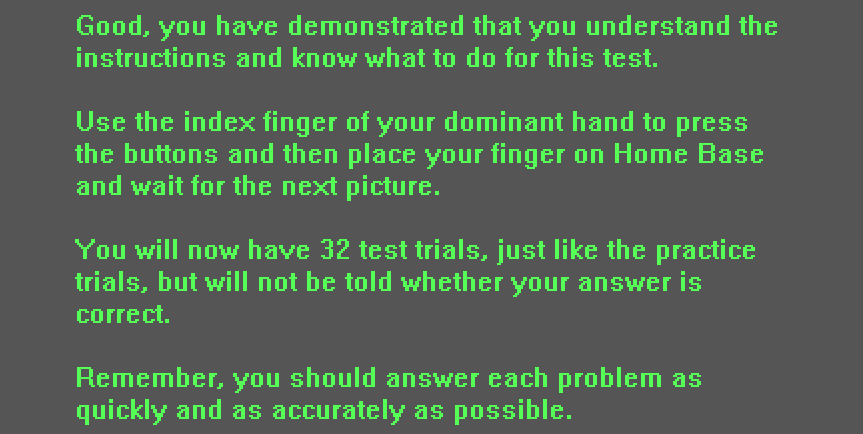 Good, you have demonstrated that you understand the
instructions and know what to do for this test.
Use the index finger of your dominant hand to press
the buttons and then place your finger on Home Base
and wait for the next picture.
You will now have 32 test trials, just like the practice
trials, but will not be told whether your answer is
correct.
Remember, you should answer each problem as
quickly and as accurately as possible.